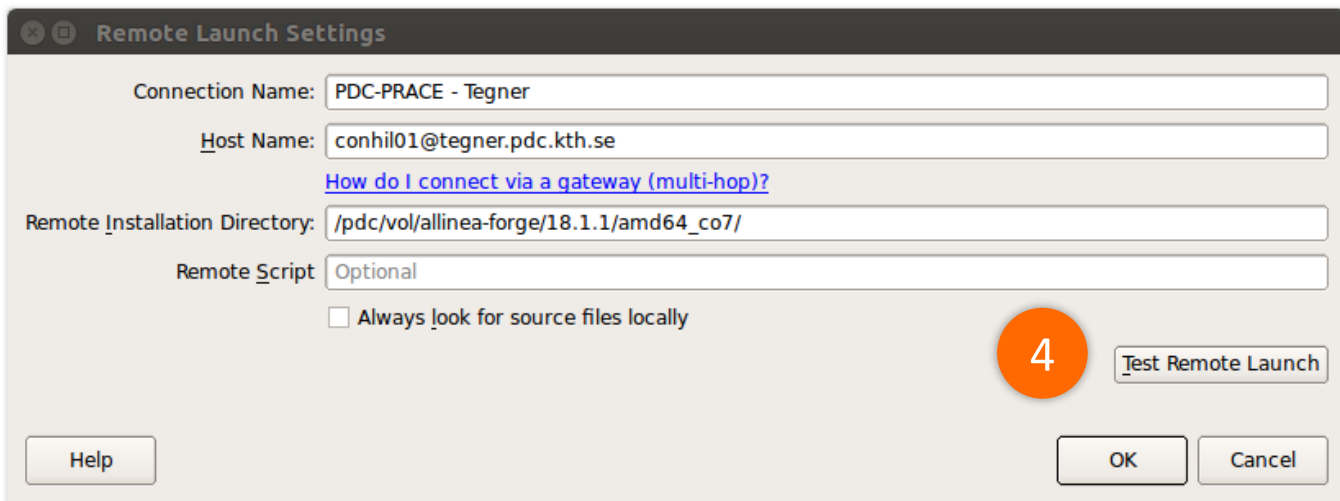 Remote Launch Settings
Connection Name: PDC-PRACE - Tegner
Host Name: conhil01@tegner.pdc.kth.se
How do I connect via a gateway (multi-hop)?
Remote Installation Directory: /pdc/vol/allinea-forge/18.1.1/amd64_co7/
Remote Script Optional
Always look for source files locally
4 Test Remote Launch
Help OK Cancel